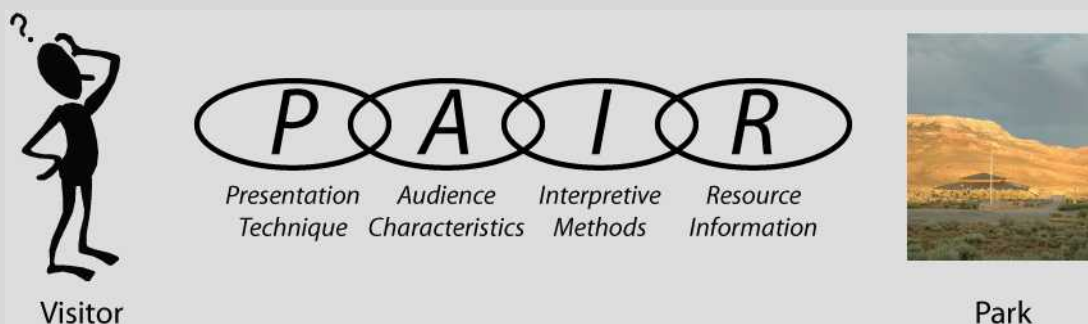 ?.
P A I R
Presentation Technique
Audience Characteristics
Interpretive Methods
Resource Information
Visitor
Park